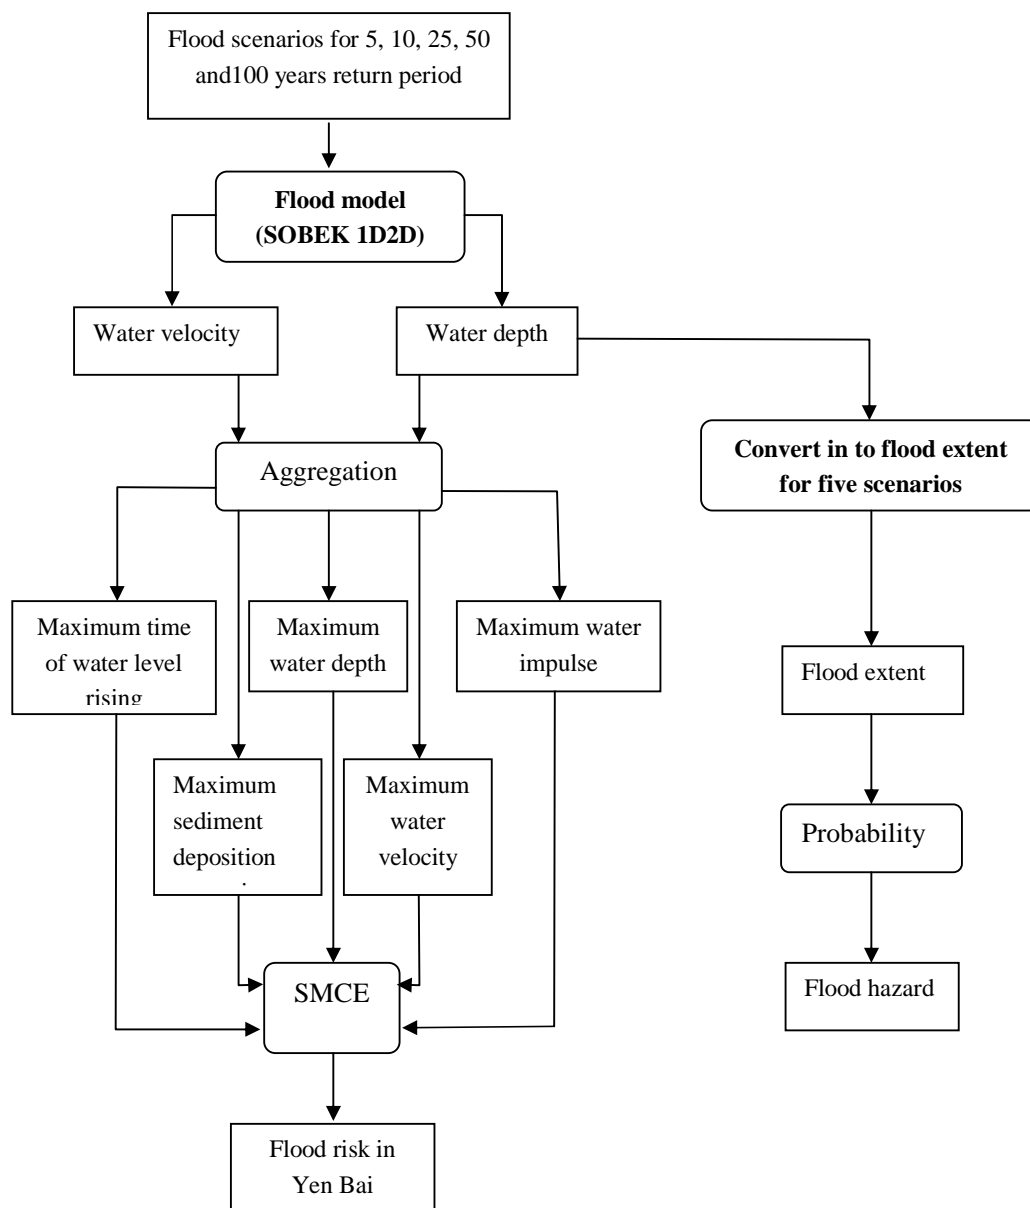 Flood scenarios for 5, 10, 25, 50
and100 years return period
Flood model
(SOBEK 1D2D)
Water velocity
Water depth
Aggregation
Convert in to flood extent
for five scenarios
Maximum time
of water level
rising
Maximum
water depth
Maximum water
impulse
Flood extent
Maximum
sediment
deposition
Maximum
water
velocity
Probability
SMCE
Flood hazard
Flood risk in
Yen Bai